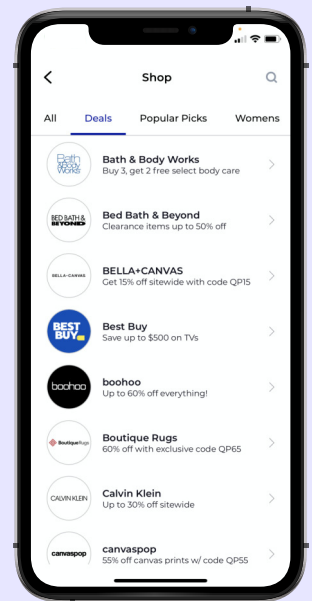 Shop
All Deals Popular Picks Womens
Bath
& Body
Works
Bath & Body Works
Buy 3, get 2 free select body care
BED BATH &
BEYOND
Bed Bath & Beyond
Clearance items up to 50% off
BELLA+CANVAS
BELLA+CANVAS
Get 15% off sitewide with code QP15
BEST
BUY
Best Buy
Save up to $500 on TVs
boohoo
boohoo
Up to 60% off everything!
BoutiqueRugs
Boutique Rugs
60% off with exclusive code QP65
CALVIN KLEIN
Calvin Klein
Up to 30% off sitewide
canvaspop
canvaspop
55% off canvas prints w/ code QP55